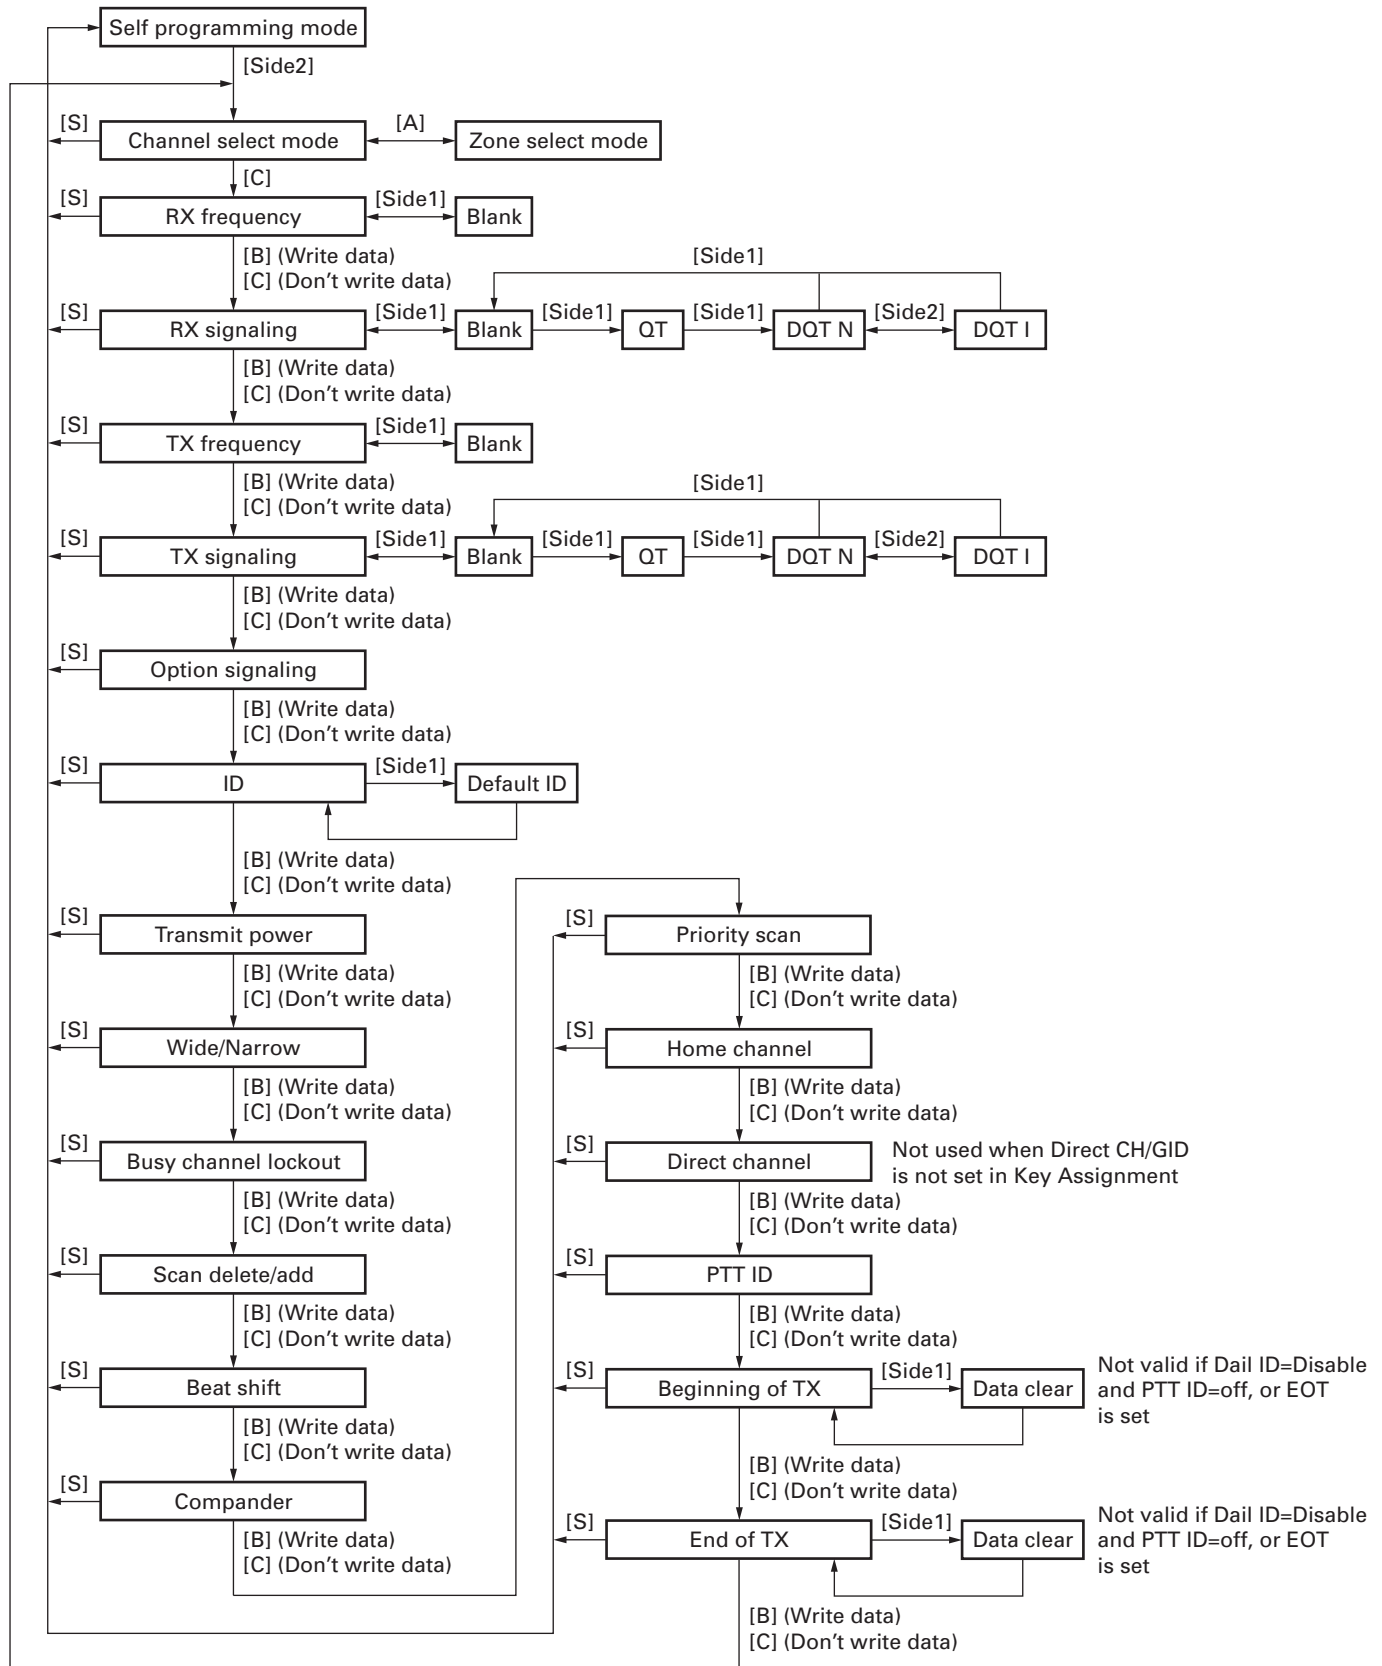 Self programming mode
[Side2]
[S]
Channel select mode
[A]
Zone select mode
[C]
[S]
RX frequency
[Side1]
Blank
[B] (Write data)
[C] (Don't write data)
[Side1]
[S]
RX signaling
[Side1]
Blank
[Side1]
QT
[Side1]
DQT N
[Side2]
DQT I
[B] (Write data)
[C] (Don't write data)
[S]
TX frequency
[Side1]
Blank
[B] (Write data)
[C] (Don't write data)
[Side1]
[S]
TX signaling
[Side1]
Blank
[Side1]
QT
[Side1]
DQT N
[Side2]
DQT I
[B] (Write data)
[C] (Don't write data)
[S]
Option signaling
[B] (Write data)
[C] (Don't write data)
[S]
ID
[Side1]
Default ID
[B] (Write data)
[C] (Don't write data)
[S]
Transmit power
[B] (Write data)
[C] (Don't write data)
[S]
Wide/Narrow
[B] (Write data)
[C] (Don't write data)
[S]
Busy channel lockout
[B] (Write data)
[C] (Don't write data)
[S]
Scan delete/add
[B] (Write data)
[C] (Don't write data)
[S]
Beat shift
[B] (Write data)
[C] (Don't write data)
[S]
Compander
[B] (Write data)
[C] (Don't write data)
[S]
Priority scan
[B] (Write data)
[C] (Don't write data)
[S]
Home channel
[B] (Write data)
[C] (Don't write data)
[S]
Direct channel
Not used when Direct CH/GID
is not set in Key Assignment
[B] (Write data)
[C] (Don't write data)
[S]
PTT ID
[B] (Write data)
[C] (Don't write data)
[S]
Beginning of TX
[Side1]
Data clear
Not valid if Dail ID=Disable
and PTT ID=off, or EOT
is set
[B] (Write data)
[C] (Don't write data)
[S]
End of TX
[Side1]
Data clear
Not valid if Dail ID=Disable
and PTT ID=off, or EOT
is set
[B] (Write data)
[C] (Don't write data)